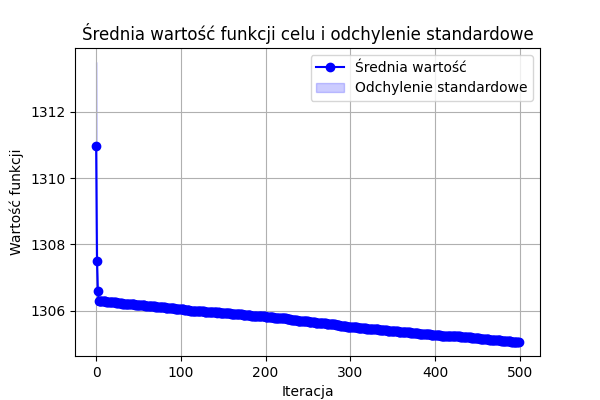 Średnia wartość funkcji celu i odchylenie standardowe
Średnia wartość
Odchylenie standardowe
Wartość funkcji
1312
1310
1308
1306
0
100
200
300
400
500
Iteracja